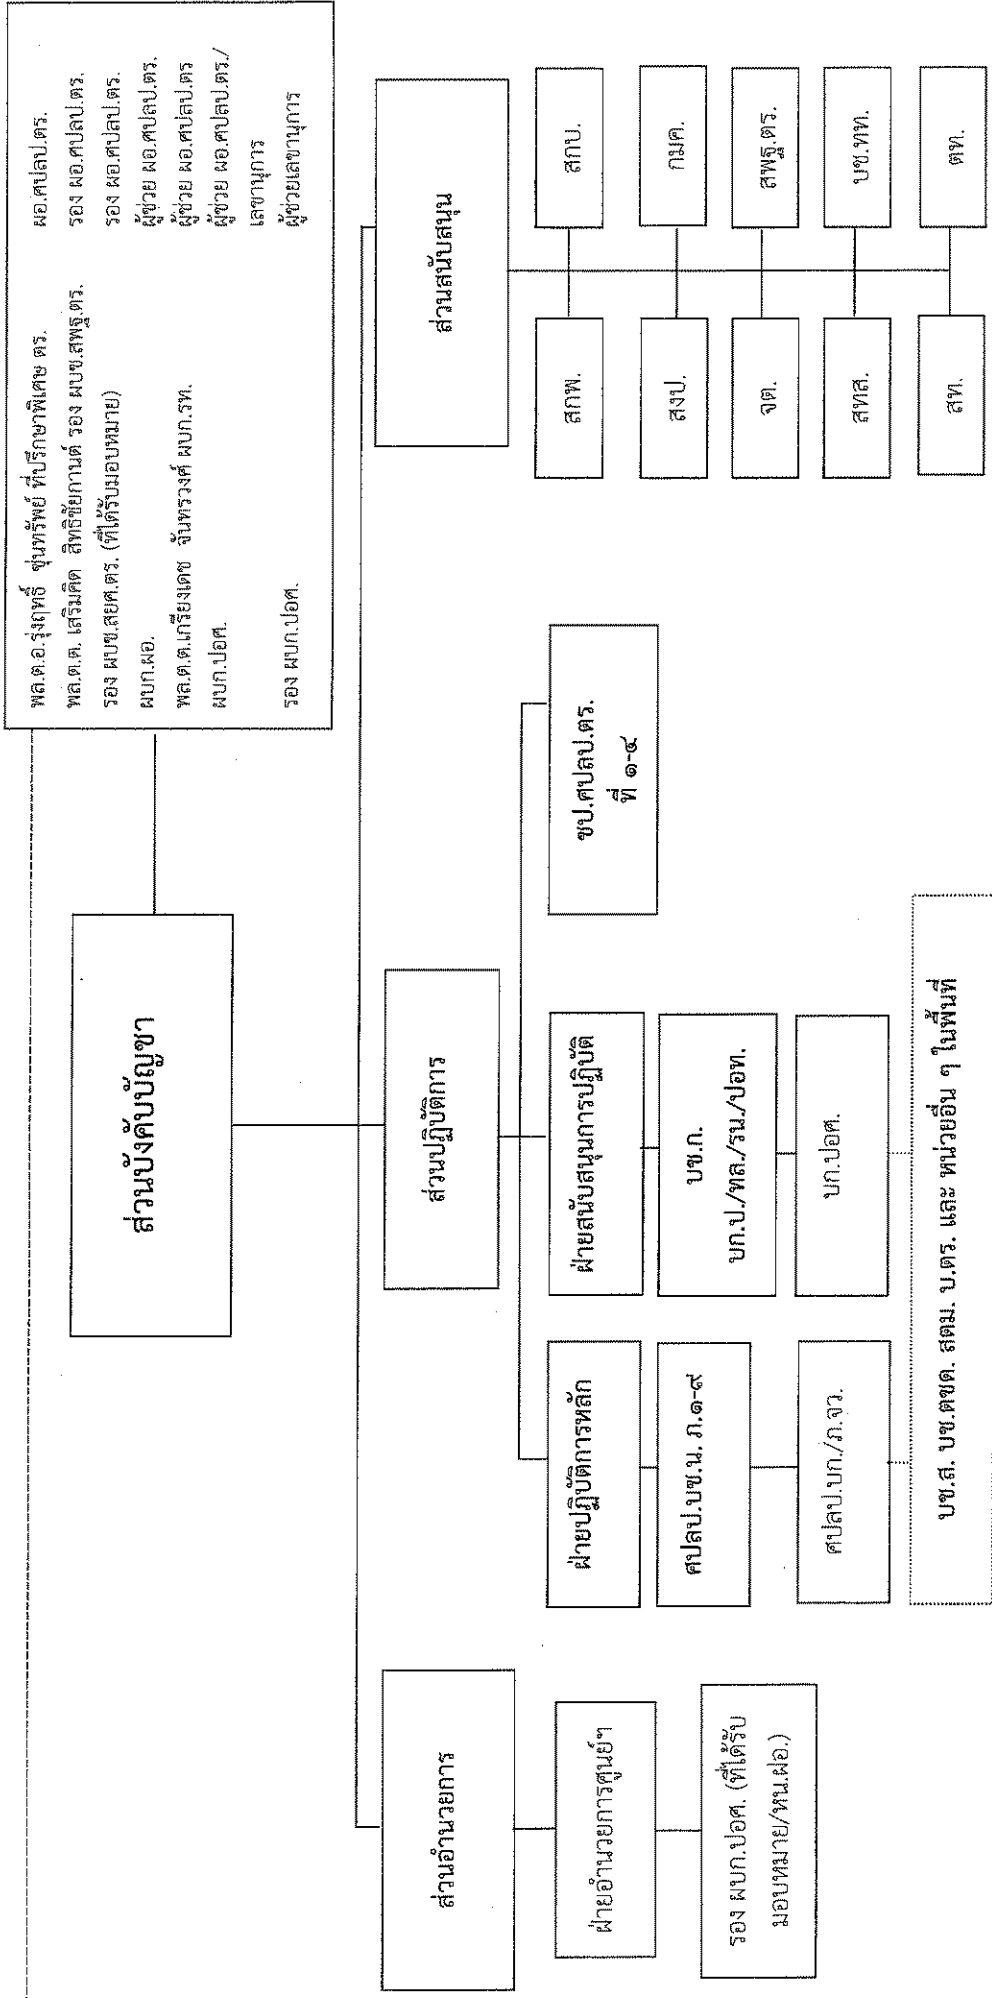 พล.ต.อ.รุ่งฤทธิ์ ขุ่นทรัพย์ ที่ปรึกษาพิเศษ ตร. ผอ.ศปลป.ตร.
พล.ต.ต. เสริมคิด สิทธิชัยกานต์ รอง ผบช.สพฐ.ตร. รอง ผอ.ศปลป.ตร.
รอง ผบช.สยศ.ตร. (ที่ได้รับมอบหมาย) รอง ผอ.ศปลป.ตร.
ผบก.ผอ. ผู้ช่วย ผอ.ศปลป.ตร.
พล.ต.ต.เกรียงเดช จันทรวงศ์ ผบก.รท. ผู้ช่วย ผอ.ศปลป.ตร
ผบก.ปอศ. ผู้ช่วย ผอ.ศปลป.ตร./
เลขานุการ
รอง ผบก.ปอศ. ผู้ช่วยเลขานุการ
ส่วนบังคับบัญชา
ส่วนอำนวยการ
ฝ่ายอำนวยการศูนย์ฯ
รอง ผบก.ปอศ. (ที่ได้รับ
มอบหมาย/หน.ฝอ.)
ส่วนปฏิบัติการ
ฝ่ายปฏิบัติการหลัก
ศปลป.บช.น. ภ.๑-๙
ศปลป.บก./ภ.จว.
ฝ่ายสนับสนุนการปฏิบัติ
บช.ก.
บก.ป./ทล./รน./ปอท.
บก.ปอศ.
ชป.ศปลป.ตร.
ที่ ๑-๔
บช.ส. บช.ตชด. สตม. บ.ตร. และ หน่วยอื่น ๆ ในพื้นที่
ส่วนสนับสนุน
สกพ. สกบ.
สงป. กมค.
จต. สพฐ.ตร.
สทส. บช.ทท.
สท. ตท.